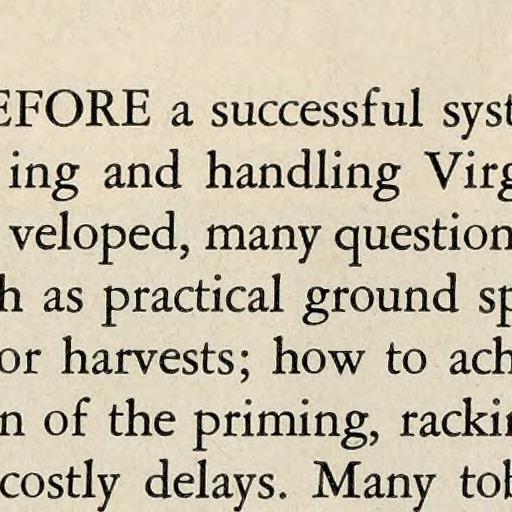 EFORE a successful syst
ing and handling Virg
veloped, many question
h as practical ground sp
or harvests; how to ach
n of the priming, rackin
costly delays. Many tob